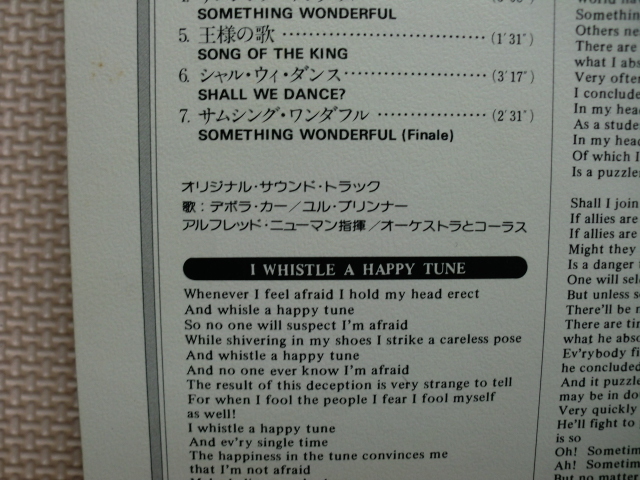 SOMETHING WONDERFUL
5. 王様の歌 (1'31")
SONG OF THE KING
6. シャル・ウィ・ダンス (3'17")
SHALL WE DANCE?
7. サムシング・ワンダフル (2'31")
SOMETHING WONDERFUL (Finale)
オリジナル・サウンド・トラック
歌:デボラ・カー/ユル・ブリンナー
アルフレッド・ニューマン指揮/オーケストラとコーラス
I WHISTLE A HAPPY TUNE
Whenever I feel afraid I hold my head erect
And whisle a happy tune
So no one will suspect I'm afraid
While shivering in my shoes I strike a careless pose
And whistle a happy tune
And no one ever know I'm afraid
The result of this deception is very strange to tell
For when I fool the people I fear I fool myself
as well!
I whistle a happy tune
And ev'ry single time
The happiness in the tune convinces me
that I'm not afraid
Something
Others ne
There are
what I abs
Very ofter
I conclude
In my head
As a stude
In my head
Of which I
Is a puzzle
Shall I join
If allies are
If allies are
Might they
Is a danger
One will sel
But unless s
There'll be n
There are tir
what he abso
Ev'rybody fi
he concluded
And it puzzle
may be in dou
Very quickly
He'll fight to
is so
Oh! Sometim
Ah! Sometim
But no matter